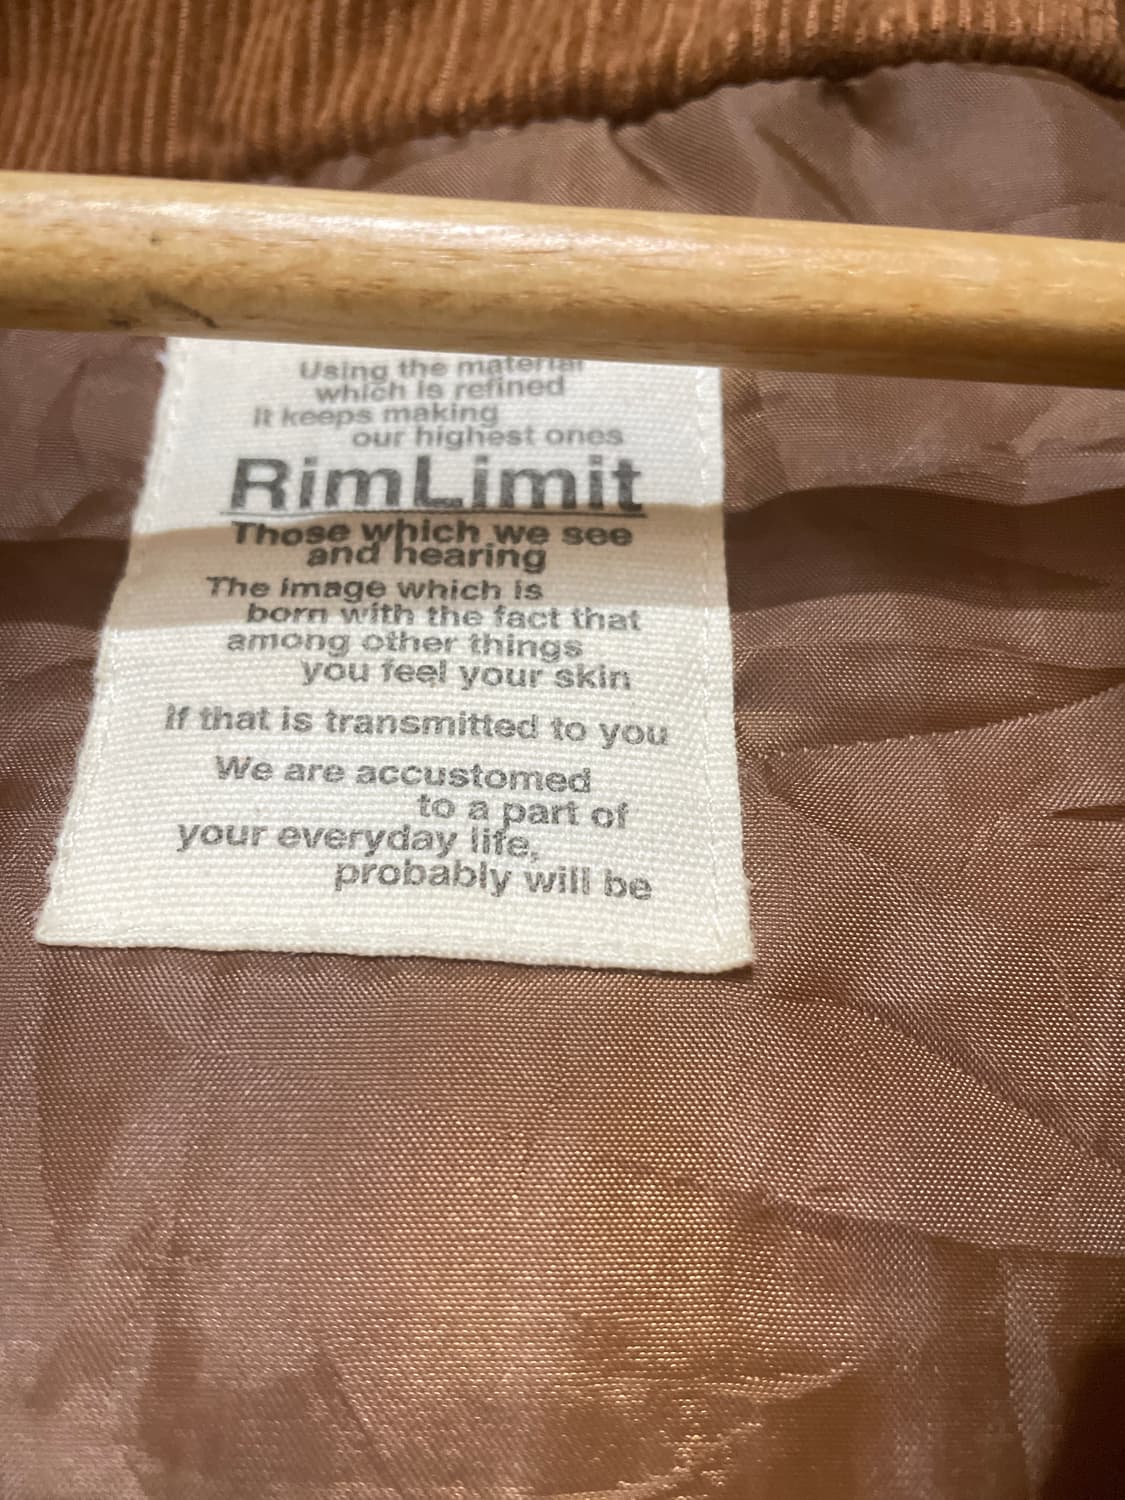 Using the material
which is refined
it keeps making
our highest ones
RimLimit
Those which we see
and hearing
The image which is
born with the fact that
among other things
you feel your skin
If that is transmitted to you
We are accustomed
to a part of
your everyday life,
probably will be